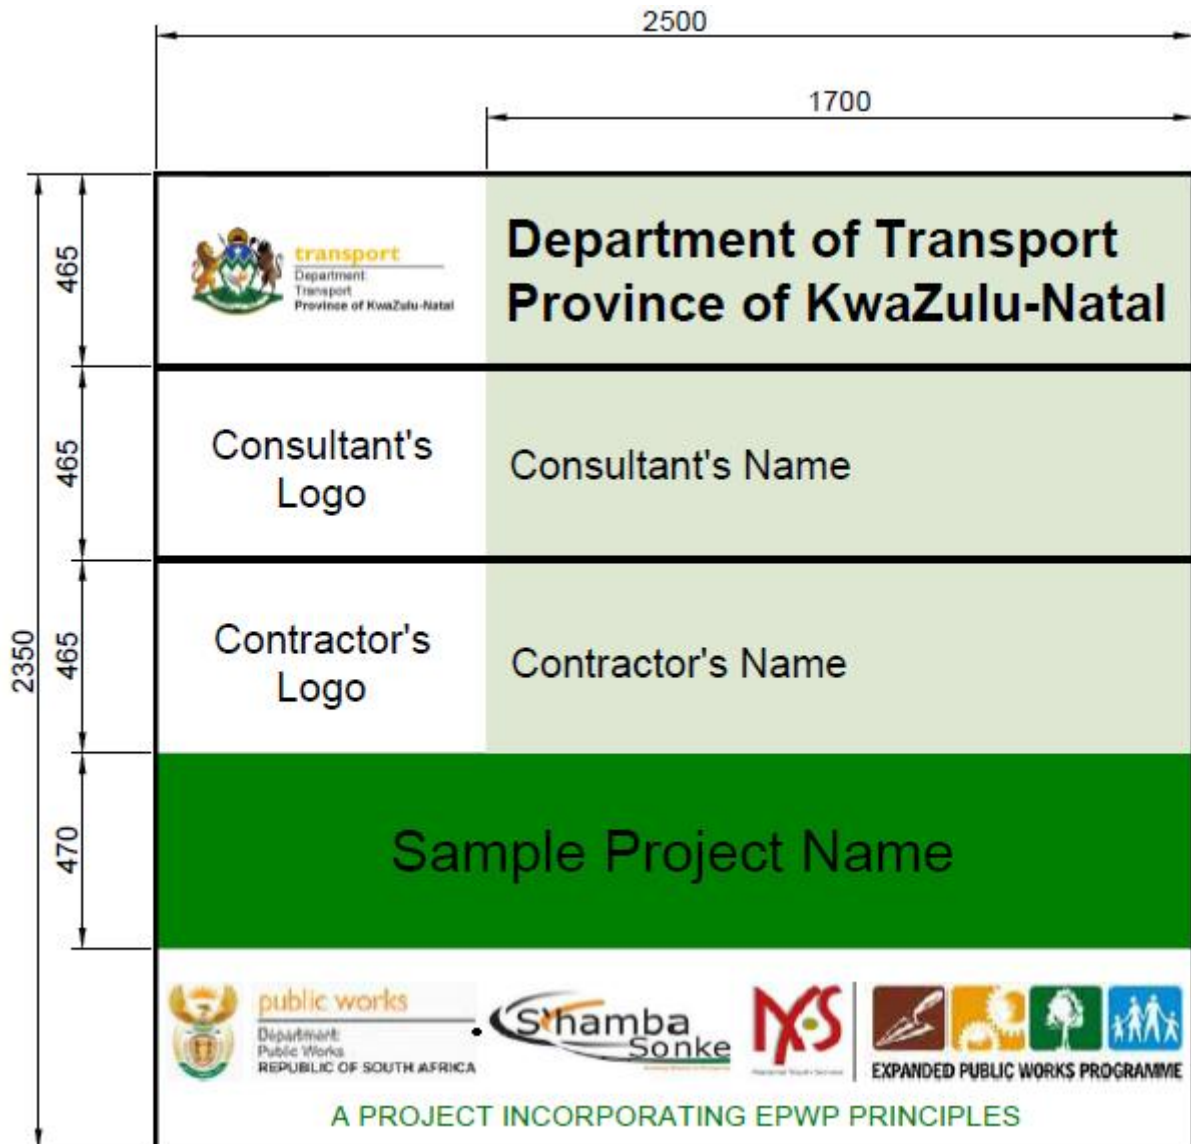 2500
1700
465
transport
Department:
Transport
Province of KwaZulu-Natal
Department of Transport
Province of KwaZulu-Natal
465
Consultant's
Logo
Consultant's Name
2350
465
Contractor's
Logo
Contractor's Name
470
Sample Project Name
public works
Department:
Public Works
REPUBLIC OF SOUTH AFRICA
S'hamba
Sonke
NYS
EXPANDED PUBLIC WORKS PROGRAMME
A PROJECT INCORPORATING EPWP PRINCIPLES